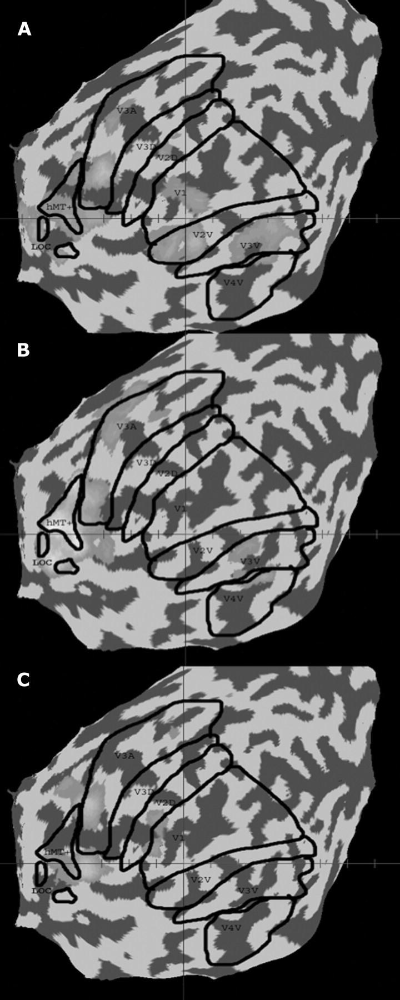 A
V3A
V3D
V2D
V1
hMT+
V2V
LOC
V3V
V4V
B
V3A
V3D
V2D
V1
hMT+
V2V
LOC
V3V
V4V
C
V3A
V3D
V2D
V1
hMT+
V2V
LOC
V3V
V4V